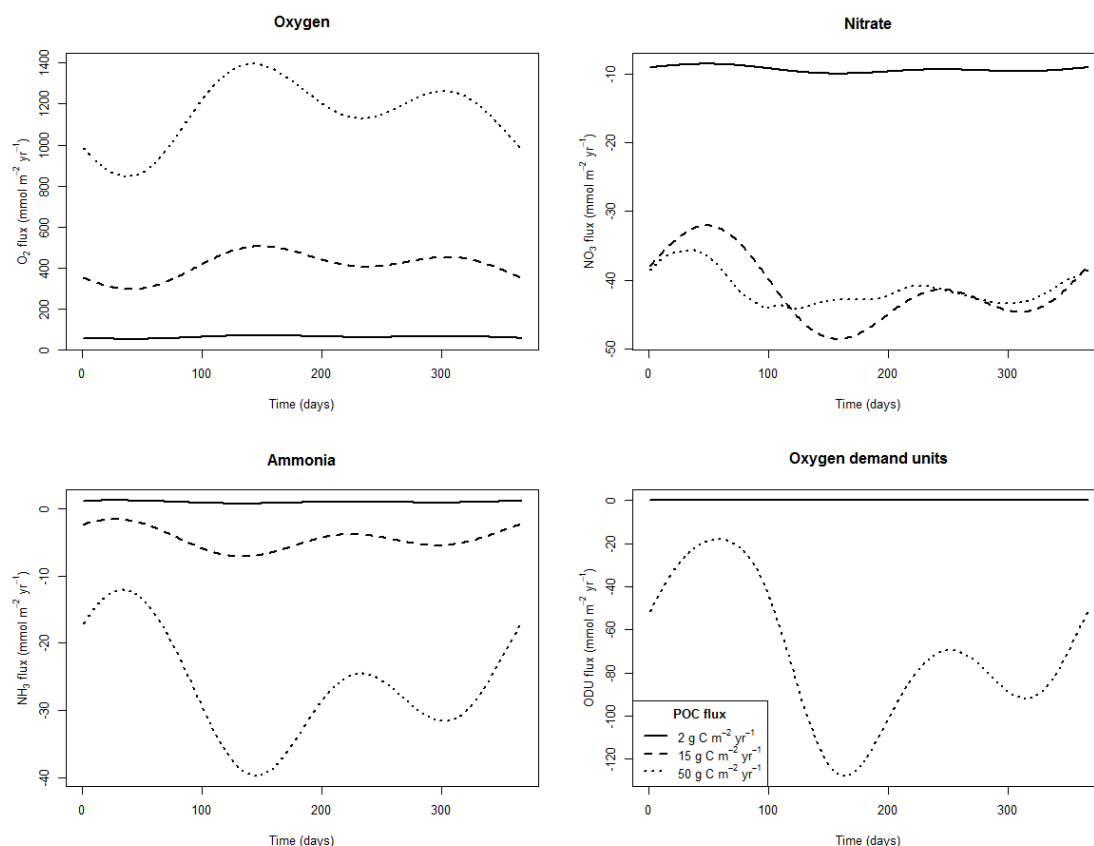 Oxygen
O₂ flux (mmol m⁻² yr⁻¹)
0 200 400 600 800 1000 1200 1400
0 100 200 300
Time (days)
Nitrate
NO₃ flux (mmol m⁻² yr⁻¹)
-50 -40 -30 -20 -10
0 100 200 300
Time (days)
Ammonia
NH₃ flux (mmol m⁻² yr⁻¹)
-40 -30 -20 -10 0
0 100 200 300
Time (days)
Oxygen demand units
ODU flux (mmol m⁻² yr⁻¹)
-120 -100 -80 -60 -40 -20 0
POC flux
2 g C m⁻² yr⁻¹
15 g C m⁻² yr⁻¹
50 g C m⁻² yr⁻¹
0 100 200 300
Time (days)